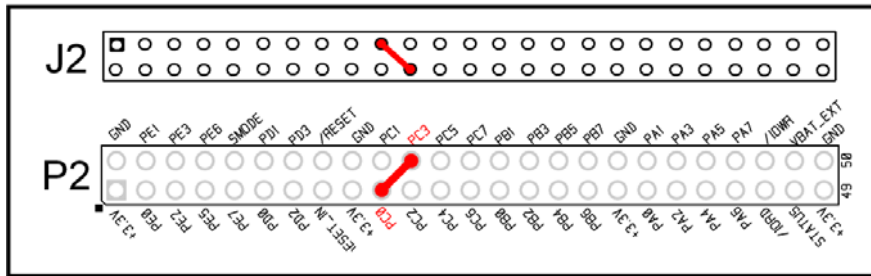 J2
GND PE1 PE3 PE6 SMODE PD1 PD3 /RESET GND PC1 PC3 PC5 PC7 PB1 PB3 PB5 PB7 GND PA1 PA3 PA5 PA7 /IOWR VBAT_EXT GND
P2
50
49
+3.3V PE0 PE2 PE5 PE7 PD0 PD2 +3.3V PC0 PC2 PC4 PC6 PB0 PB2 PB4 PB6 +3.3V PA0 PA2 PA4 PA6 /IORD STATUS +3.3V